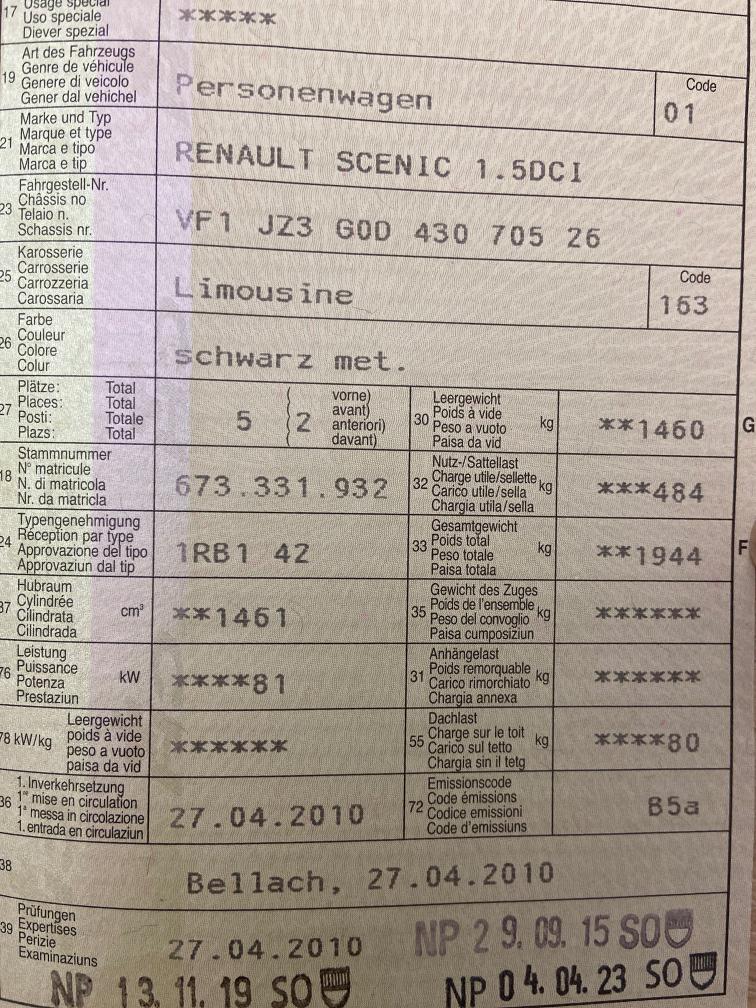 17 Usage spécial
Uso speciale
Diever spezial
*****
19 Art des Fahrzeugs
Genre de véhicule
Genere di veicolo
Gener dal vehichel
Personenwagen
Code
01
21 Marke und Typ
Marque et type
Marca e tipo
Marca e tip
RENAULT SCENIC 1.5DCI
23 Fahrgestell-Nr.
Châssis no
Telaio n.
Schassis nr.
VF1 JZ3 G0D 430 705 26
25 Karosserie
Carrosserie
Carrozzeria
Carossaria
Limousine
Code
163
26 Farbe
Couleur
Colore
Colur
schwarz met.
27 Plätze: Total
Places: Total
Posti: Totale
Plazs: Total
5 ( 2
vorne)
avant)
anteriori)
davant)
30 Leergewicht
Poids à vide
Peso a vuoto
Paisa da vid
kg
**1460
G
18 Stammnummer
N° matricule
N. di matricola
Nr. da matricla
673.331.932
32 Nutz-/Sattellast
Charge utile/sellette
Carico utile/sella
Chargia utila/sella
kg
***484
24 Typengenehmigung
Réception par type
Approvazione del tipo
Approvaziun dal tip
1RB1 42
33 Gesamtgewicht
Poids total
Peso totale
Paisa totala
kg
**1944
F
37 Hubraum
Cylindrée
Cilindrata
Cilindrada
cm³
**1461
35 Gewicht des Zuges
Poids de l'ensemble
Peso del convoglio
Paisa cumposiziun
kg
******
76 Leistung
Puissance
Potenza
Prestaziun
kW
****81
31 Anhängelast
Poids remorquable
Carico rimorchiato
Chargia annexa
kg
******
78 kW/kg
Leergewicht
poids à vide
peso a vuoto
paisa da vid
******
55 Dachlast
Charge sur le toit
Carico sul tetto
Chargia sin il tetg
kg
****80
36 1. Inverkehrsetzung
1re mise en circulation
1a messa in circolazione
1. entrada en circulaziun
27.04.2010
72 Emissionscode
Code émissions
Codice emissioni
Code d'emissiuns
B5a
38
Bellach, 27.04.2010
39 Prüfungen
Expertises
Perizie
Examinaziuns
27.04.2010
NP 29. 09. 15 SO
NP 13. 11. 19 SO
NP 04. 04. 23 SO